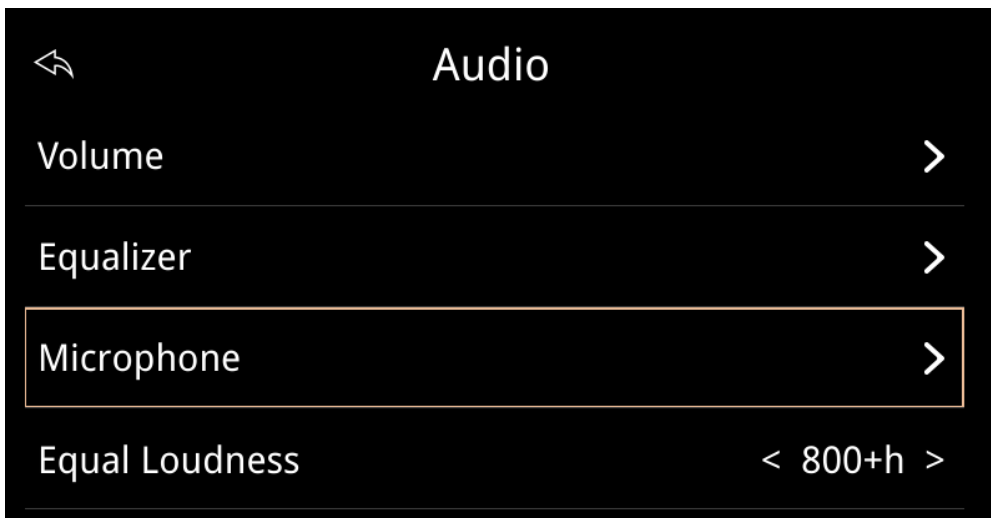 Audio
Volume
Equalizer
Microphone
Equal Loudness < 800+h >